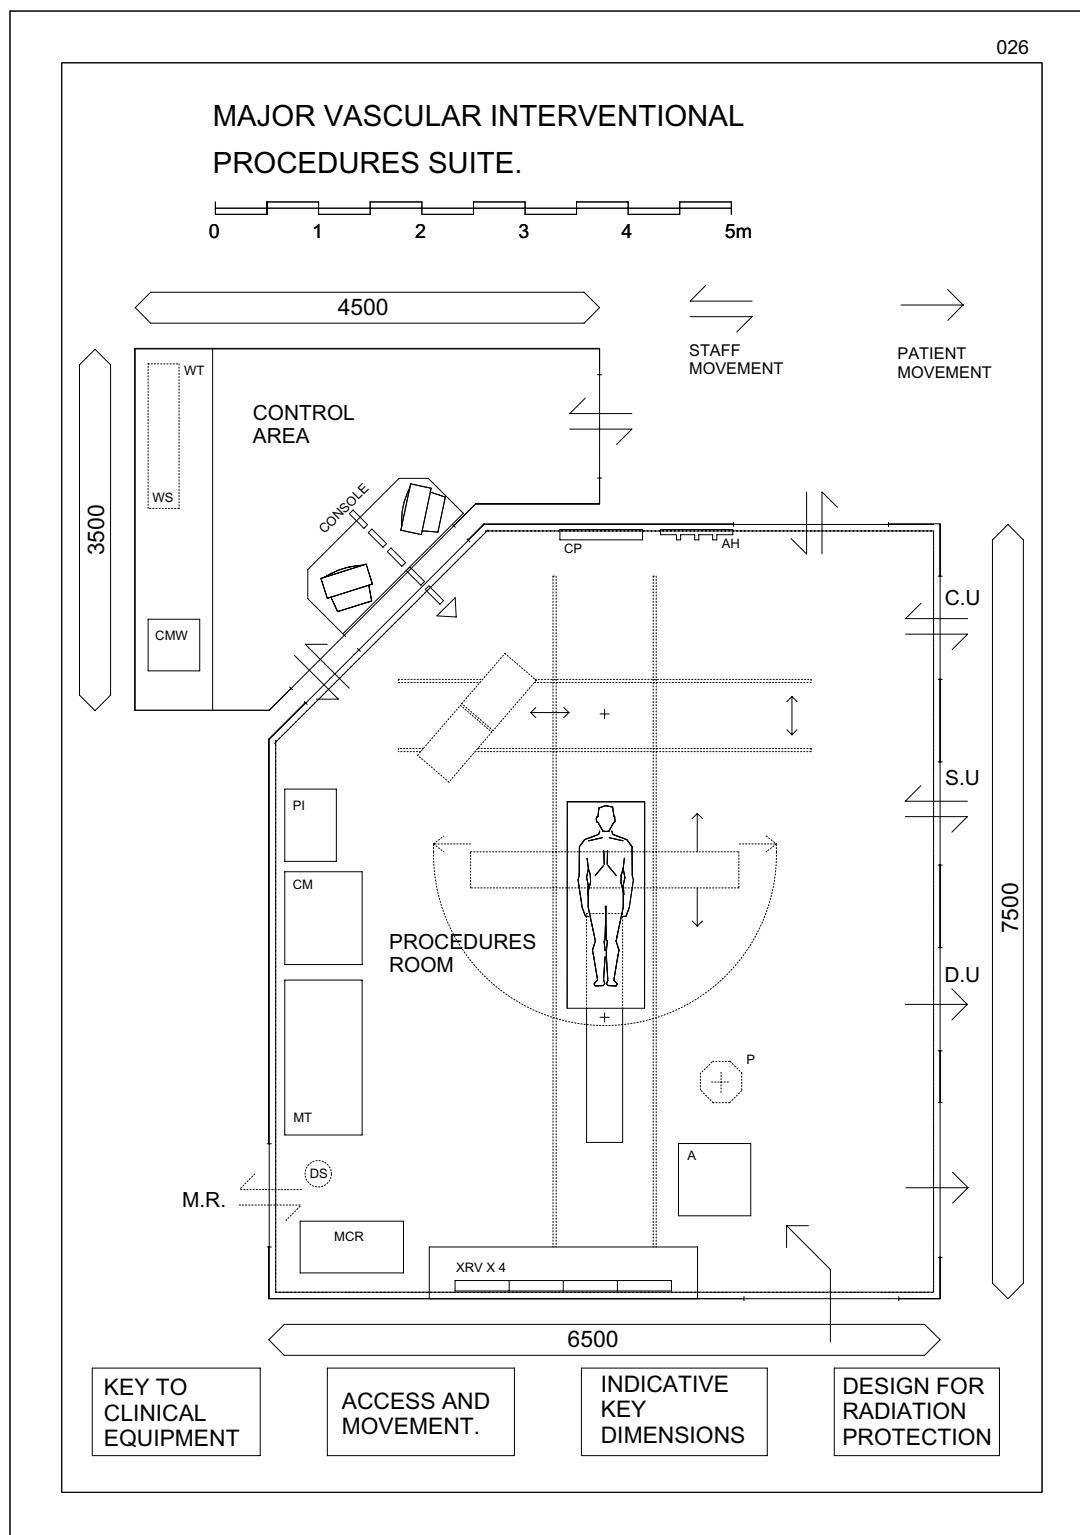 026
MAJOR VASCULAR INTERVENTIONAL
PROCEDURES SUITE.
0 1 2 3 4 5m
4500
STAFF
MOVEMENT
PATIENT
MOVEMENT
3500
WT
CONTROL
AREA
WS
CONSOLE
CMW
CP
AH
C.U
S.U
D.U
7500
PI
CM
PROCEDURES
ROOM
MT
P
A
DS
M.R.
MCR
XRV X 4
6500
KEY TO
CLINICAL
EQUIPMENT
ACCESS AND
MOVEMENT.
INDICATIVE
KEY
DIMENSIONS
DESIGN FOR
RADIATION
PROTECTION